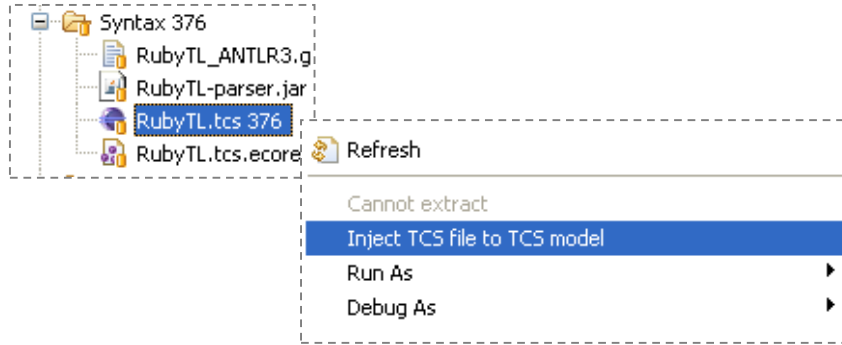 Syntax 376
RubyTL_ANTLR3.g
RubyTL-parser.jar
RubyTL.tcs 376
RubyTL.tcs.ecore
Refresh
Cannot extract
Inject TCS file to TCS model
Run As
Debug As